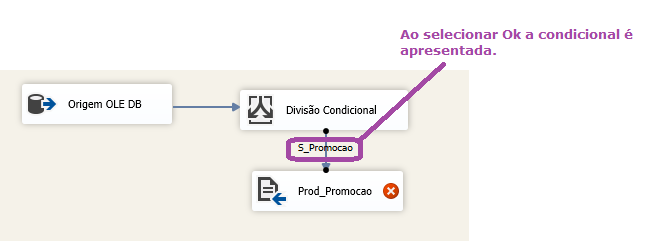 Ao selecionar Ok a condicional é
apresentada.
Origem OLE DB
Divisão Condicional
S_Promocao
Prod_Promocao